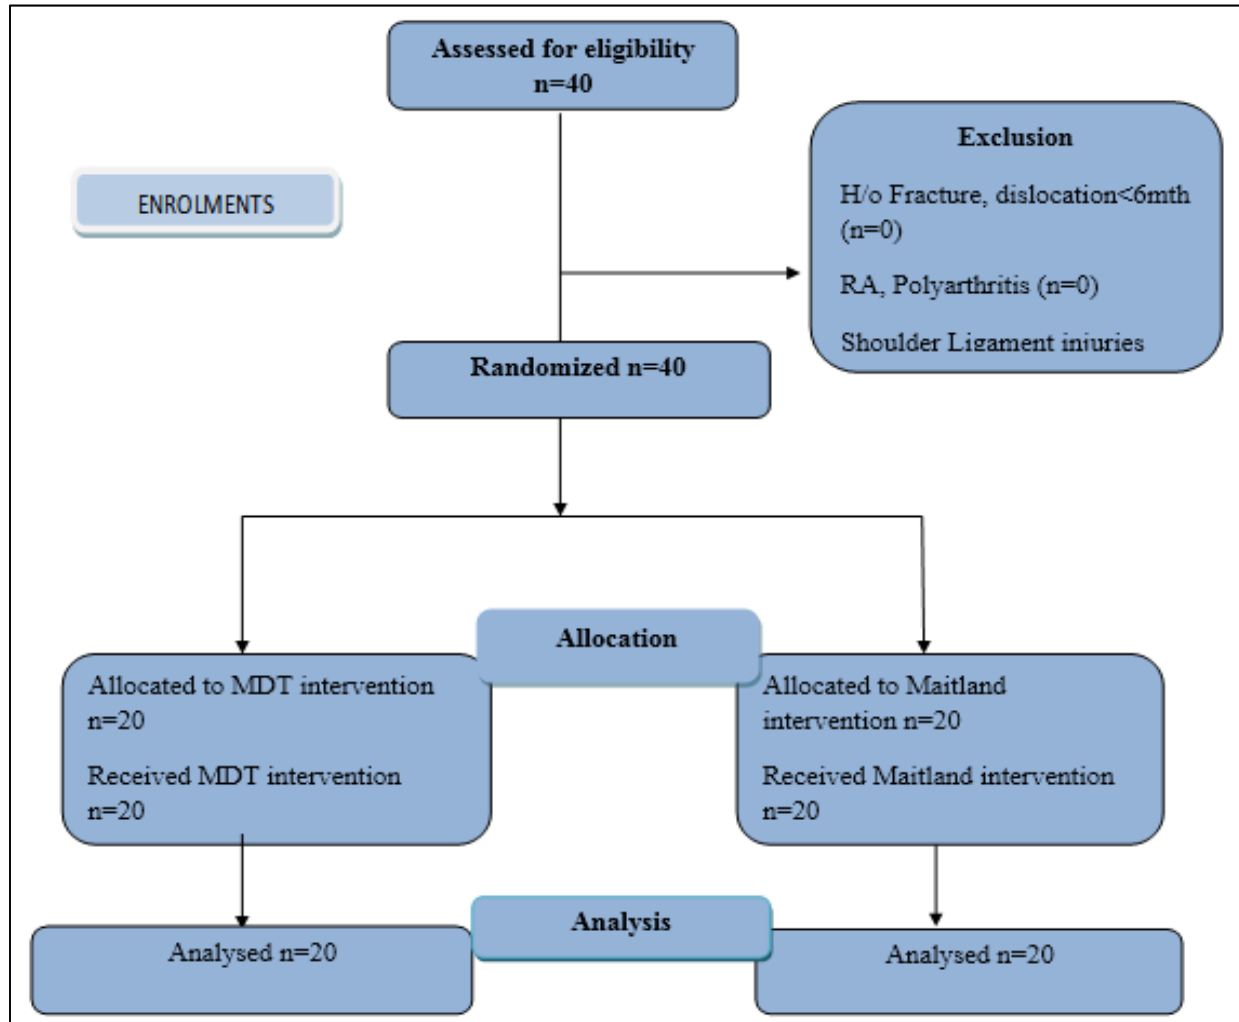 Assessed for eligibility
n=40
ENROLMENTS
Exclusion
H/o Fracture, dislocation<6mth
(n=0)
RA, Polyarthritis (n=0)
Shoulder Ligament injuries
Randomized n=40
Allocation
Allocated to MDT intervention
n=20
Received MDT intervention
n=20
Allocated to Maitland
intervention n=20
Received Maitland intervention
n=20
Analysis
Analysed n=20
Analysed n=20